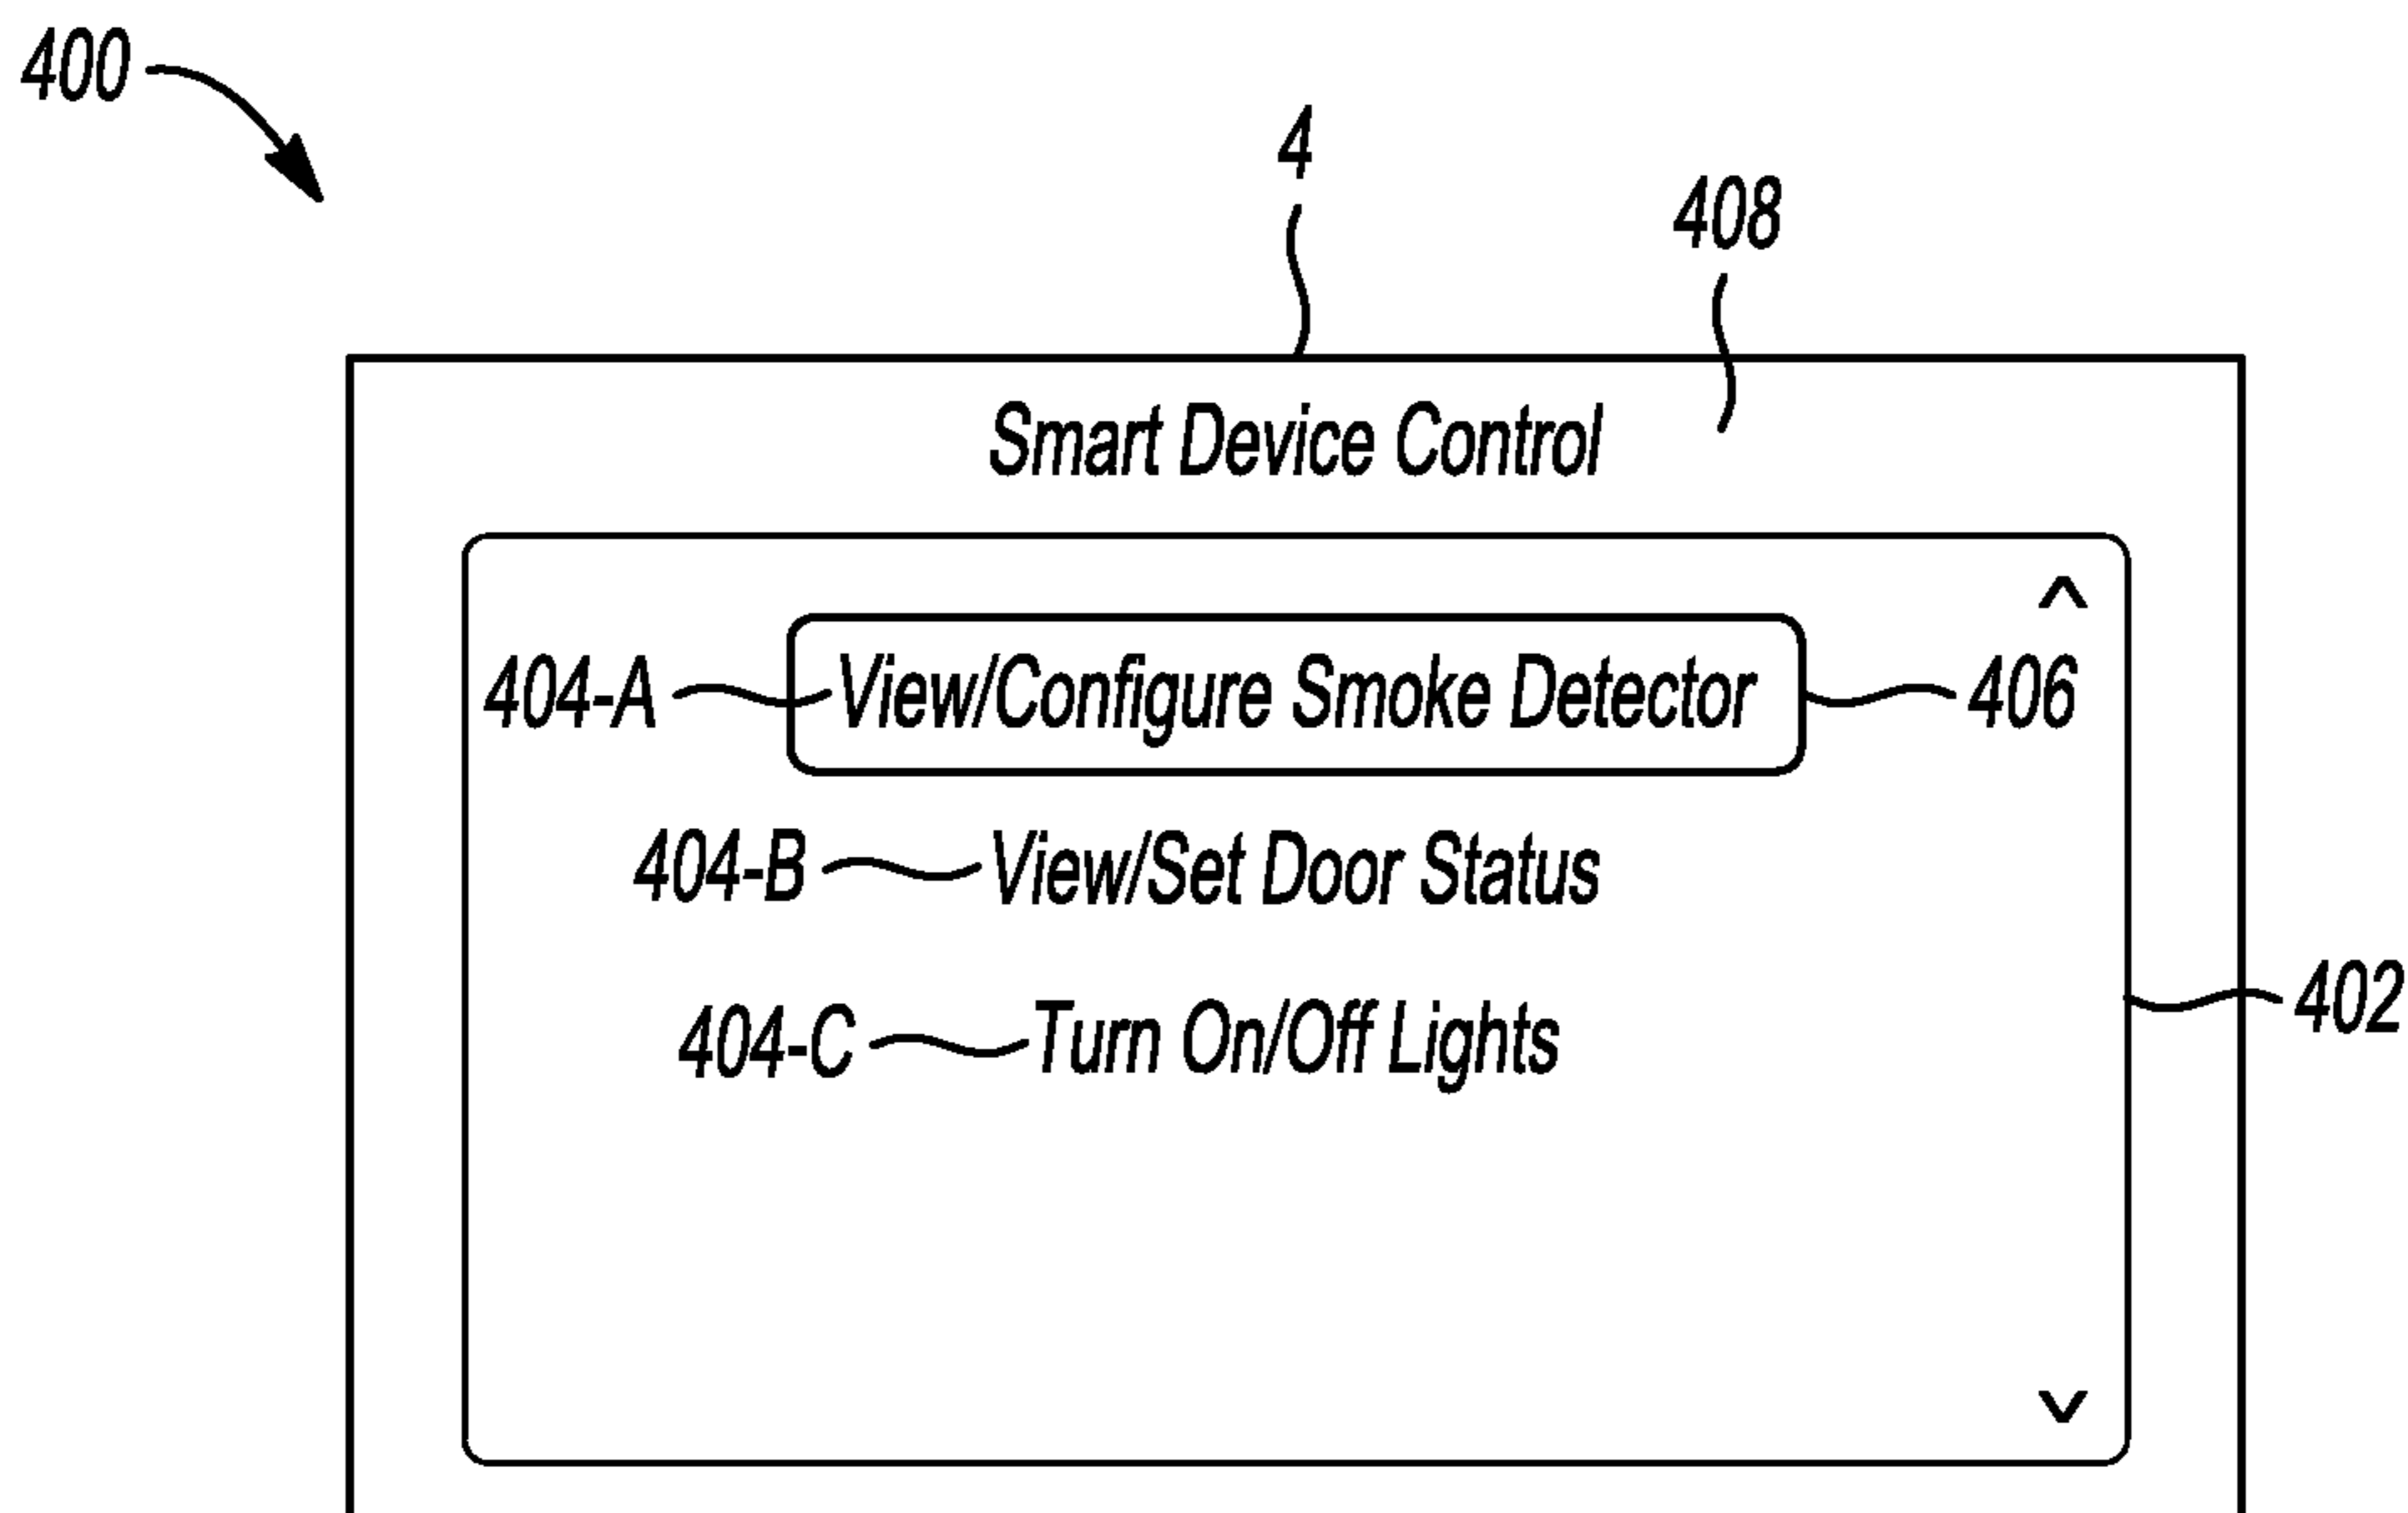 400
4
408
Smart Device Control
404-A View/Configure Smoke Detector 406
404-B View/Set Door Status
402
404-C Turn On/Off Lights